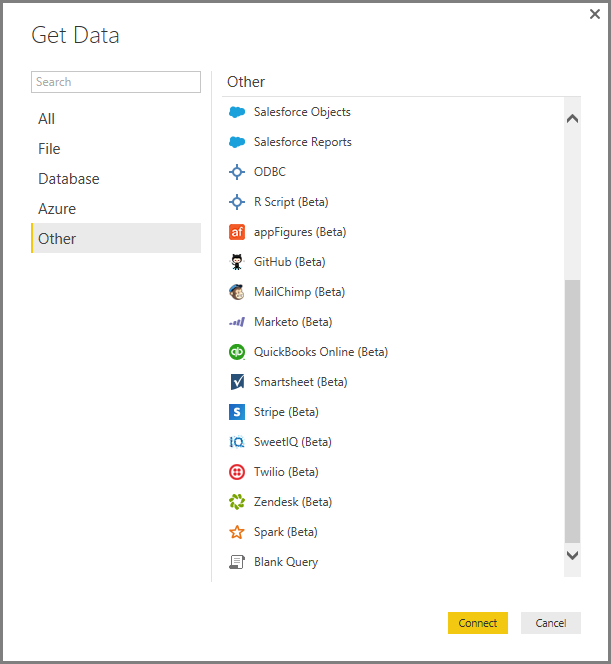 Get Data
Search
All
File
Database
Azure
Other
Other
Salesforce Objects
Salesforce Reports
ODBC
R Script (Beta)
af appFigures (Beta)
GitHub (Beta)
MailChimp (Beta)
Marketo (Beta)
qb QuickBooks Online (Beta)
Smartsheet (Beta)
S Stripe (Beta)
IQ SweetIQ (Beta)
Twilio (Beta)
Zendesk (Beta)
Spark (Beta)
Blank Query
Connect Cancel